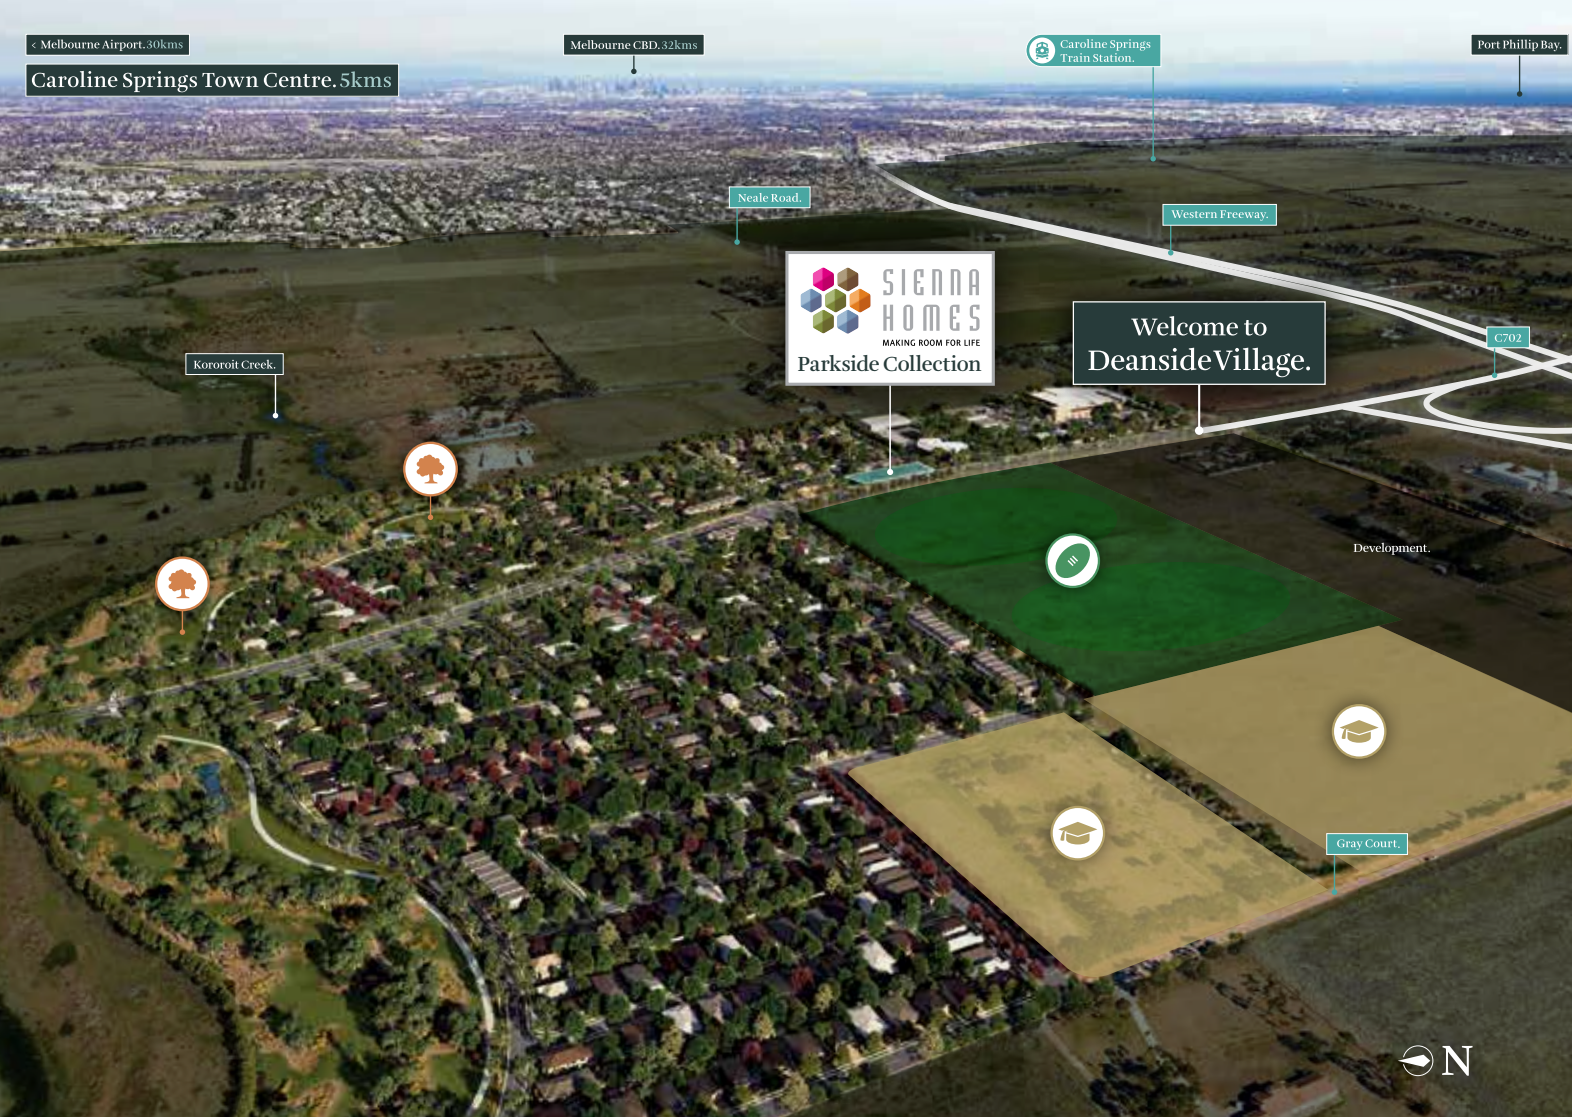 < Melbourne Airport. 30kms
Caroline Springs Town Centre. 5kms
Melbourne CBD. 32kms
Caroline Springs
Train Station.
Port Phillip Bay.
Neale Road.
Western Freeway.
SIENNA
HOMES
MAKING ROOM FOR LIFE
Parkside Collection
Welcome to
Deanside Village.
C702
Kororoit Creek.
Development.
Gray Court.
N